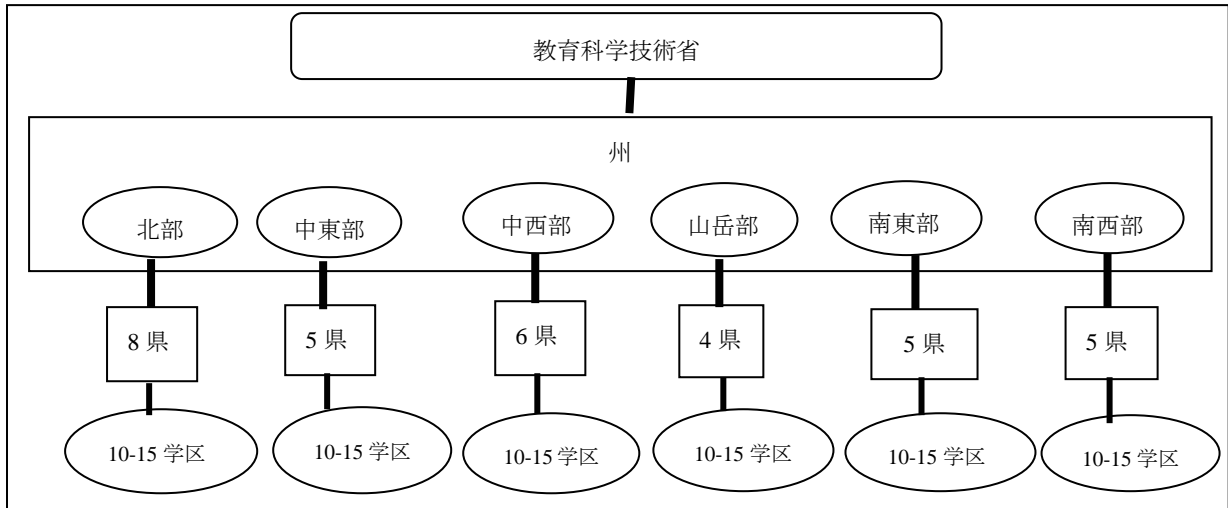 教育科学技術省
州
北部
中東部
中西部
山岳部
南東部
南西部
8 県
5 県
6 県
4 県
5 県
5 県
10-15 学区
10-15 学区
10-15 学区
10-15 学区
10-15 学区
10-15 学区